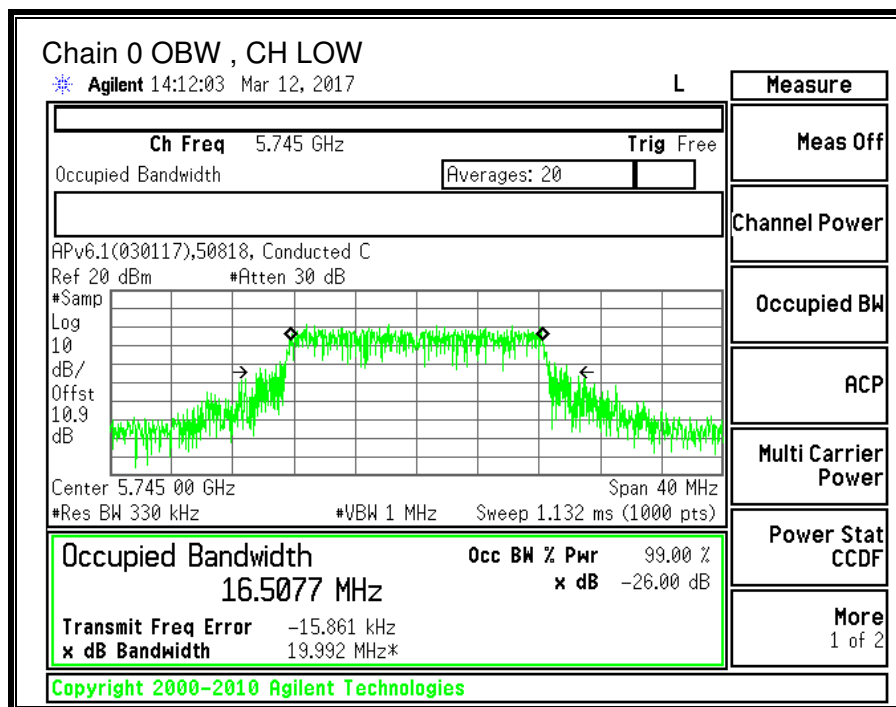 Chain 0 OBW , CH LOW
Agilent 14:12:03 Mar 12, 2017 L
Measure
Ch Freq 5.745 GHz Trig Free
Occupied Bandwidth Averages: 20
APv6.1(030117),50818, Conducted C
Ref 20 dBm #Atten 30 dB
#Samp
Log
10
dB/
Offst
10.9
dB
Center 5.745 00 GHz Span 40 MHz
#Res BW 330 kHz #VBW 1 MHz Sweep 1.132 ms (1000 pts)
Occupied Bandwidth Occ BW % Pwr 99.00 %
16.5077 MHz x dB -26.00 dB
Transmit Freq Error -15.861 kHz
x dB Bandwidth 19.992 MHz*
Meas Off
Channel Power
Occupied BW
ACP
Multi Carrier
Power
Power Stat
CCDF
More
1 of 2
Copyright 2000-2010 Agilent Technologies